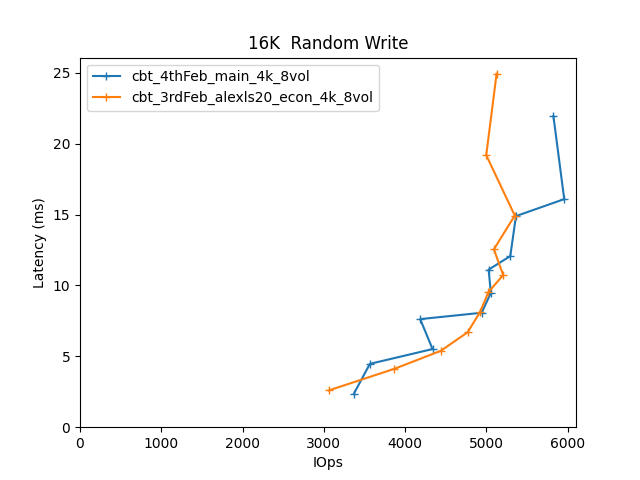 16K  Random Write
cbt_4thFeb_main_4k_8vol
cbt_3rdFeb_alexls20_econ_4k_8vol
Latency (ms)
25
20
15
10
5
0
0 1000 2000 3000 4000 5000 6000
IOps